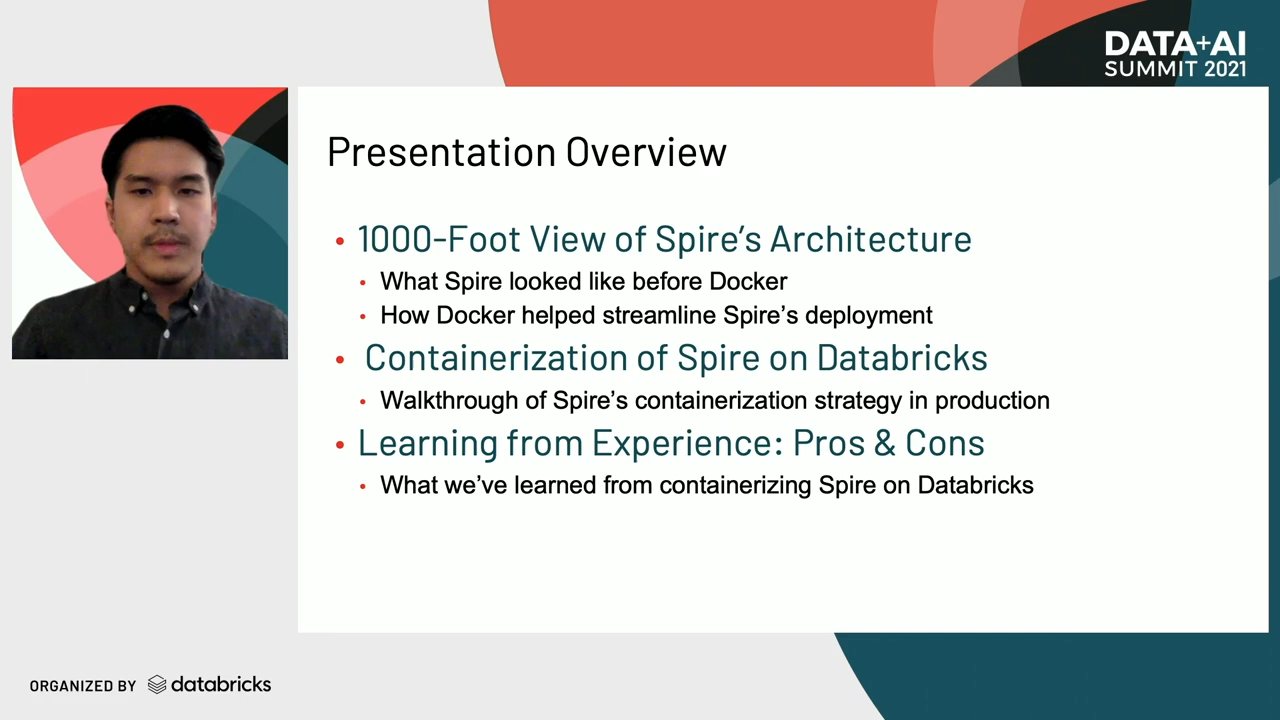 DATA+AI
SUMMIT 2021
Presentation Overview
• 1000-Foot View of Spire’s Architecture
• What Spire looked like before Docker
• How Docker helped streamline Spire’s deployment
• Containerization of Spire on Databricks
• Walkthrough of Spire’s containerization strategy in production
• Learning from Experience: Pros & Cons
• What we’ve learned from containerizing Spire on Databricks
ORGANIZED BY databricks